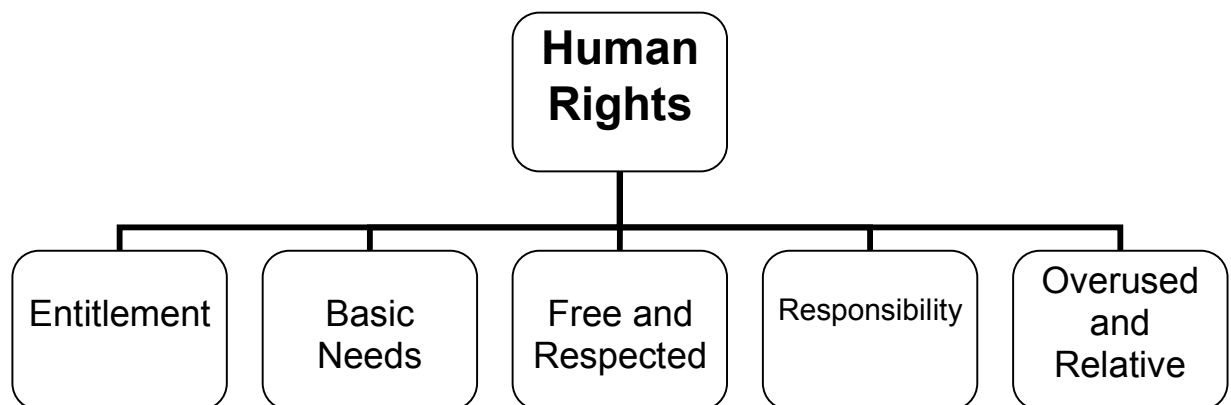 Human
Rights
Entitlement
Basic
Needs
Free and
Respected
Responsibility
Overused
and
Relative